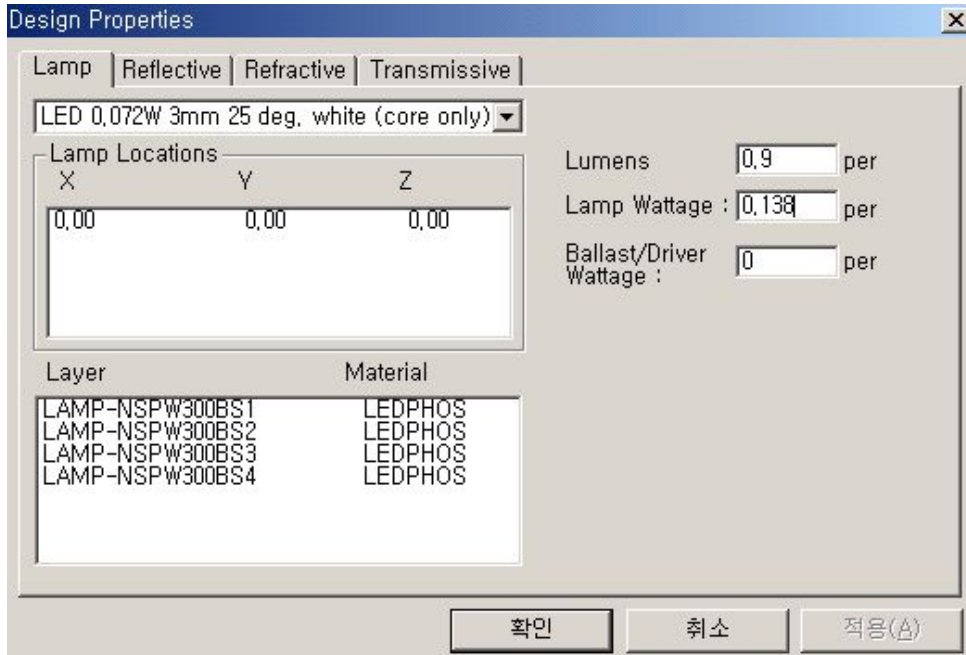 Design Properties
Lamp Reflective Refractive Transmissive
LED 0,072W 3mm 25 deg, white (core only)
Lamp Locations
X Y Z
0,00 0,00 0,00
Lumens 0,9 per
Lamp Wattage : 0,138 per
Ballast/Driver Wattage : 0 per
Layer Material
LAMP-NSPW300BS1 LEDPHOS
LAMP-NSPW300BS2 LEDPHOS
LAMP-NSPW300BS3 LEDPHOS
LAMP-NSPW300BS4 LEDPHOS
확인 취소 적용(A)